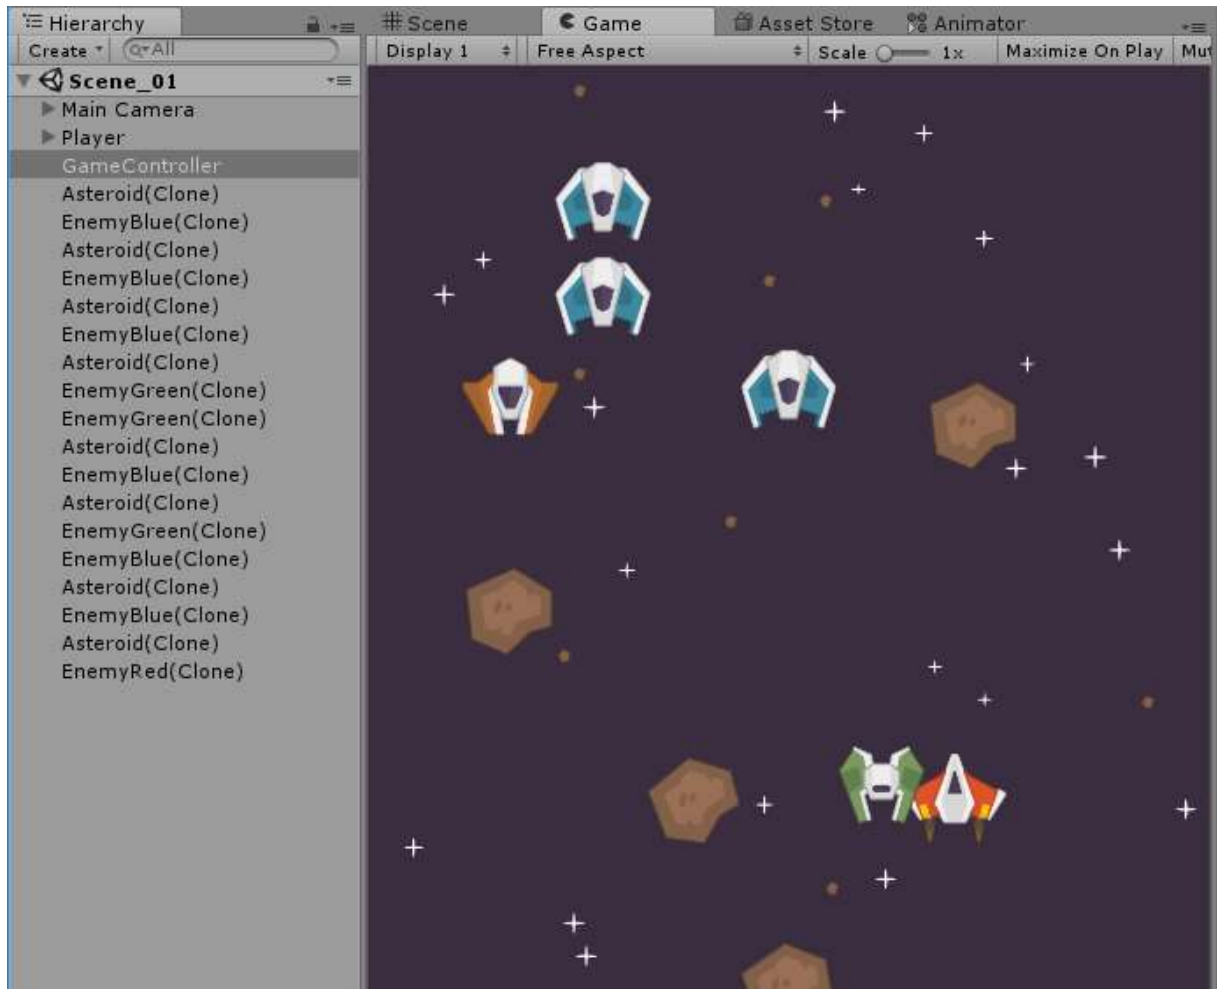 Hierarchy
Create All
Scene_01
Main Camera
Player
GameController
Asteroid(Clone)
EnemyBlue(Clone)
Asteroid(Clone)
EnemyBlue(Clone)
Asteroid(Clone)
EnemyBlue(Clone)
Asteroid(Clone)
EnemyGreen(Clone)
EnemyGreen(Clone)
Asteroid(Clone)
EnemyBlue(Clone)
Asteroid(Clone)
EnemyGreen(Clone)
EnemyBlue(Clone)
Asteroid(Clone)
EnemyBlue(Clone)
Asteroid(Clone)
EnemyRed(Clone)
Scene Game Asset Store Animator
Display 1 Free Aspect Scale 1x Maximize On Play Mut